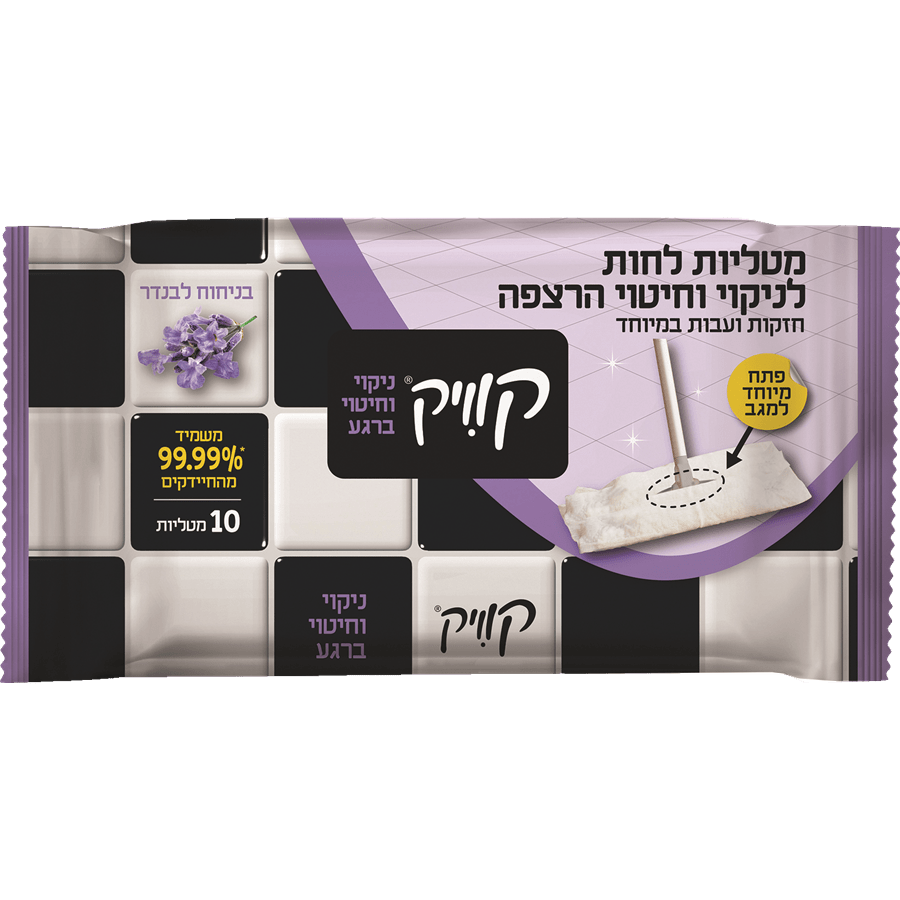 מטליות לחות
לניקוי וחיטוי הרצפה
חזקות ועבות במיוחד
פתח
מיוחד
למגב
בניחוח לבנדר
קוויק®
ניקוי
וחיטוי
ברגע
משמיד
99.99%*
מהחיידקים
10 מטליות
ניקוי
וחיטוי
ברגע
קוויק®